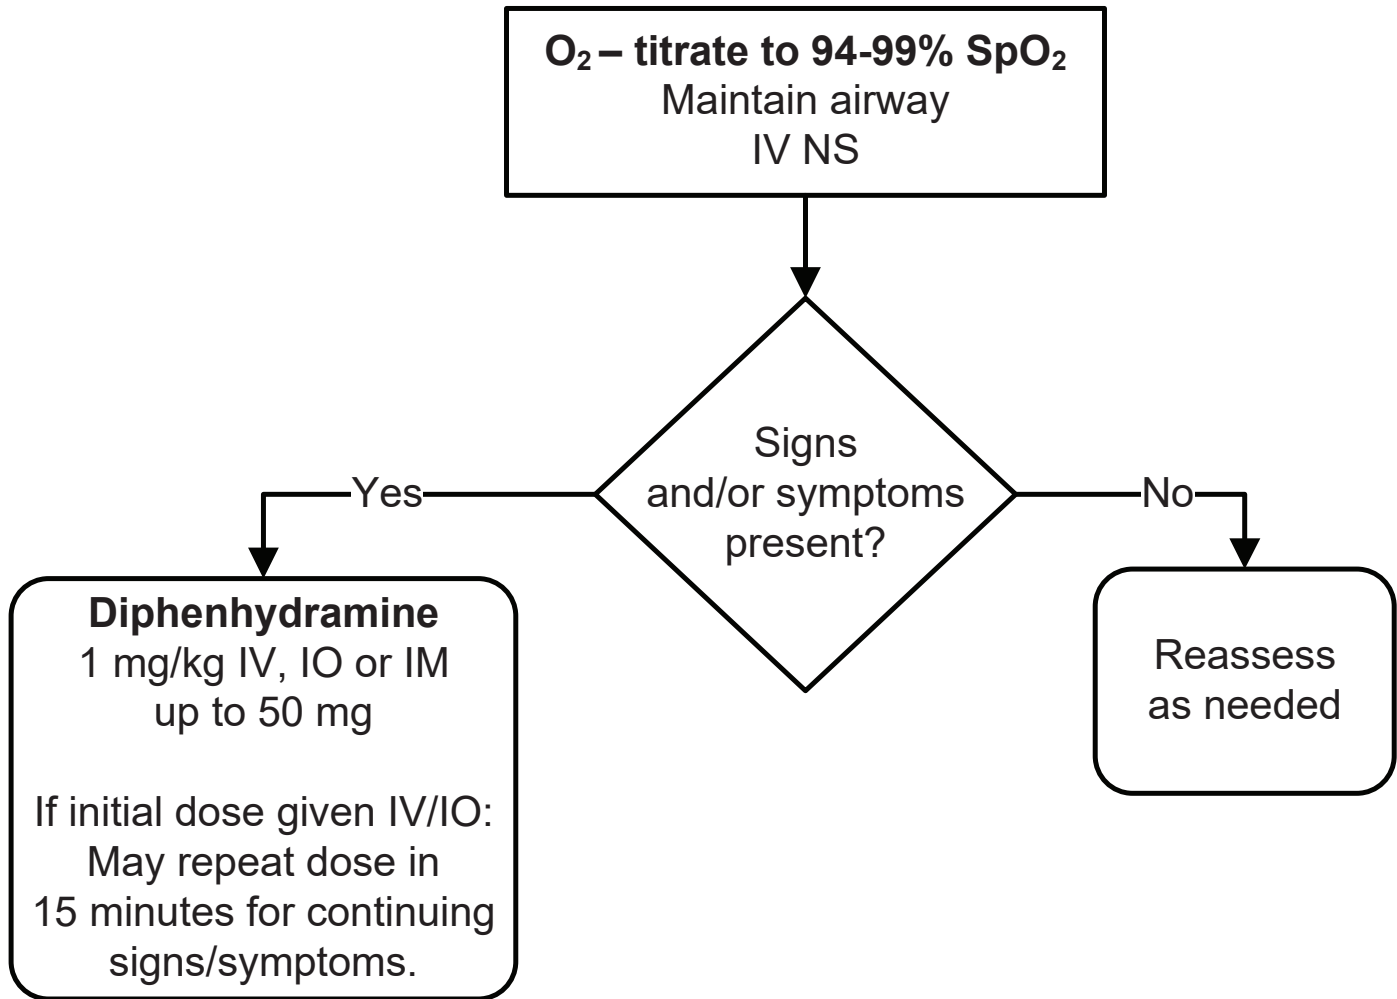 O₂ – titrate to 94-99% SpO₂
Maintain airway
IV NS
Signs
and/or symptoms
present?
Yes
No
Diphenhydramine
1 mg/kg IV, IO or IM
up to 50 mg
If initial dose given IV/IO:
May repeat dose in
15 minutes for continuing
signs/symptoms.
Reassess
as needed